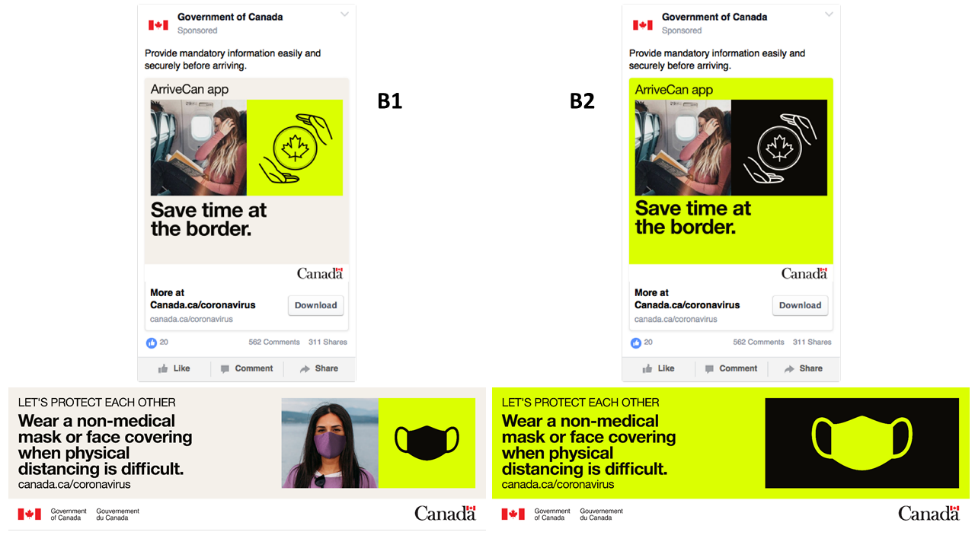 Government of Canada
Sponsored
Provide mandatory information easily and
securely before arriving.
ArriveCan app
Save time at
the border.
Canada
More at
Canada.ca/coronavirus
canada.ca/coronavirus
Download
20
562 Comments 311 Shares
Like Comment Share
B1
B2
Government of Canada
Sponsored
Provide mandatory information easily and
securely before arriving.
ArriveCan app
Save time at
the border.
Canada
More at
Canada.ca/coronavirus
canada.ca/coronavirus
Download
20
562 Comments 311 Shares
Like Comment Share
LET'S PROTECT EACH OTHER
Wear a non-medical
mask or face covering
when physical
distancing is difficult.
canada.ca/coronavirus
Government
of Canada
Gouvernement
du Canada
Canada
LET'S PROTECT EACH OTHER
Wear a non-medical
mask or face covering
when physical
distancing is difficult.
canada.ca/coronavirus
Government
of Canada
Gouvernement
du Canada
Canada